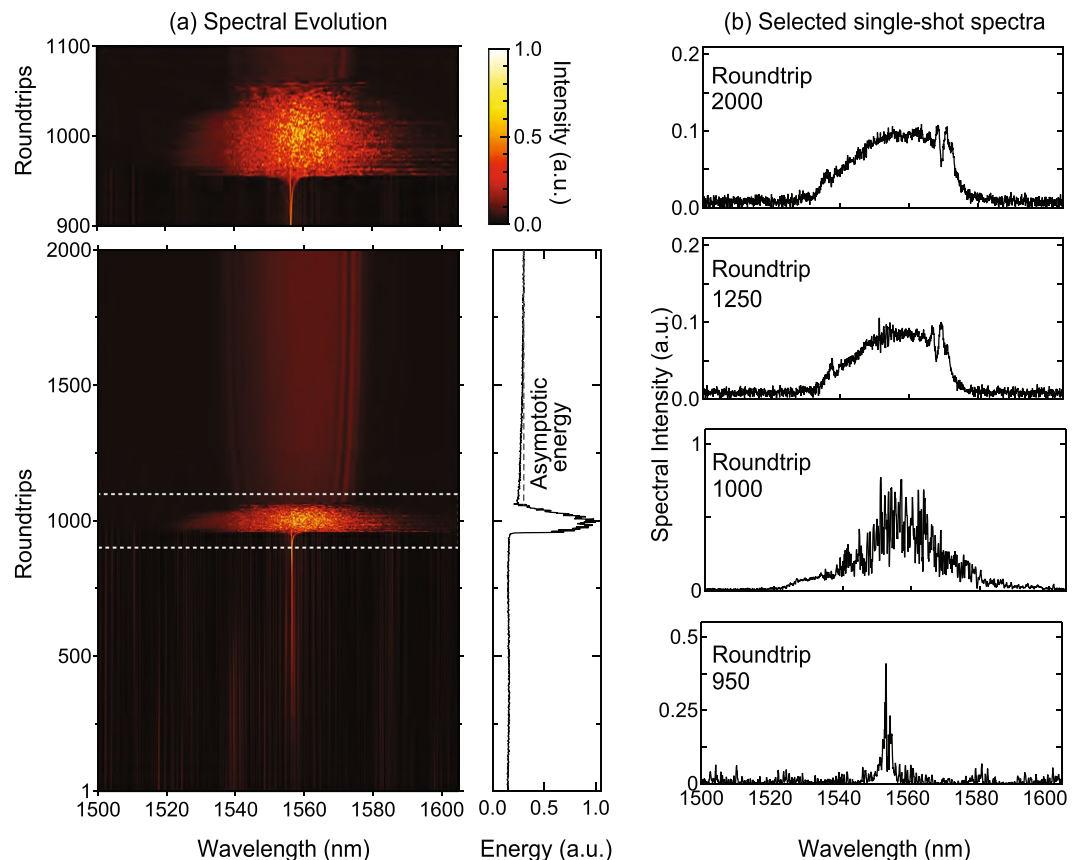 (a) Spectral Evolution
1100
1000
900
Roundtrips
1.0
0.5
0.0
Intensity (a.u.)
2000
1500
1000
500
1
Roundtrips
1500 1520 1540 1560 1580 1600
Wavelength (nm)
Asymptotic
energy
0.0 0.5 1.0
Energy (a.u.)
(b) Selected single-shot spectra
Spectral Intensity (a.u.)
0.2
0.1
0.0
Roundtrip
2000
0.2
0.1
0.0
Roundtrip
1250
1
0
Roundtrip
1000
0.5
0.25
0
Roundtrip
950
1500 1520 1540 1560 1580 1600
Wavelength (nm)